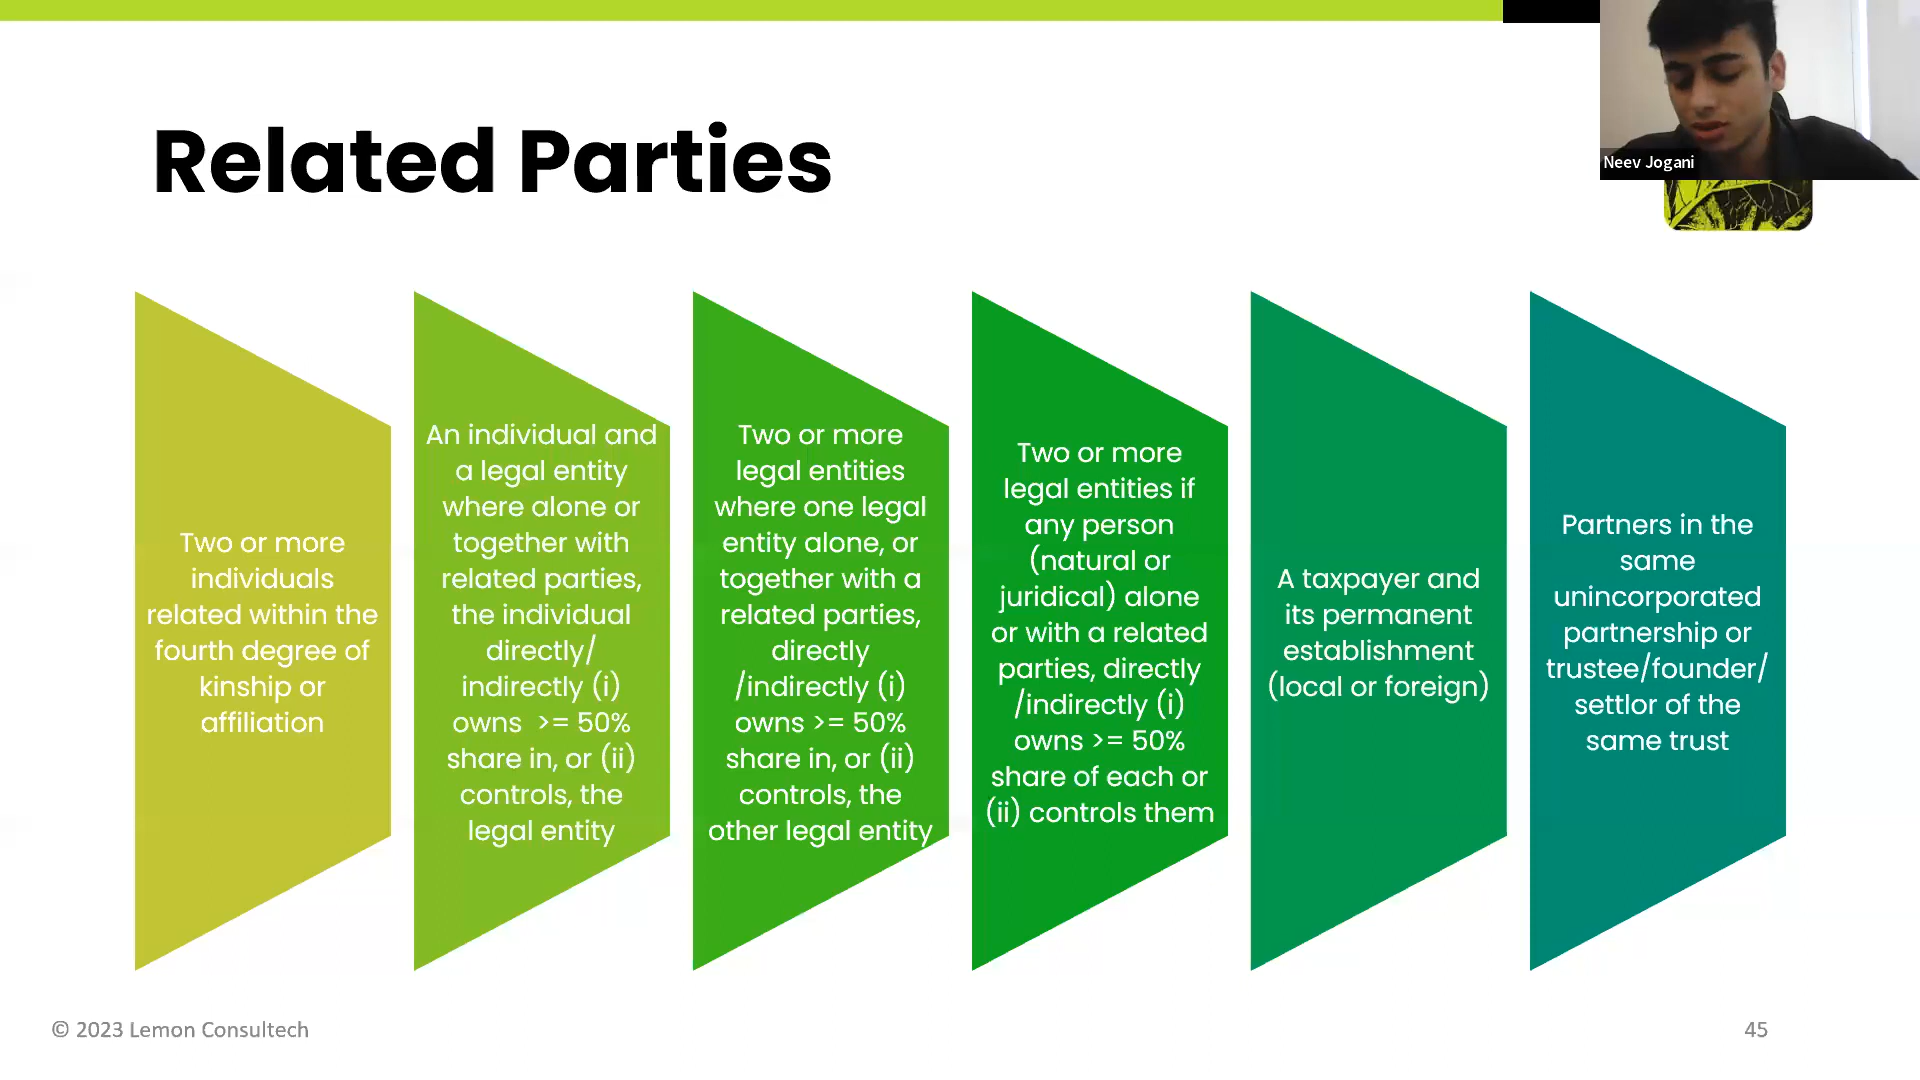 Related Parties
Neev Jogani
Two or more
individuals
related within the
fourth degree of
kinship or
affiliation
An individual and
a legal entity
where alone or
together with
related parties,
the individual
directly/
indirectly (i)
owns  >= 50%
share in, or (ii)
controls, the
legal entity
Two or more
legal entities
where one legal
entity alone, or
together with a
related parties,
directly
/indirectly (i)
owns >= 50%
share in, or (ii)
controls, the
other legal entity
Two or more
legal entities if
any person
(natural or
juridical) alone
or with a related
parties, directly
/indirectly (i)
owns >= 50%
share of each or
(ii) controls them
A taxpayer and
its permanent
establishment
(local or foreign)
Partners in the
same
unincorporated
partnership or
trustee/founder/
settlor of the
same trust
© 2023 Lemon Consultech
45